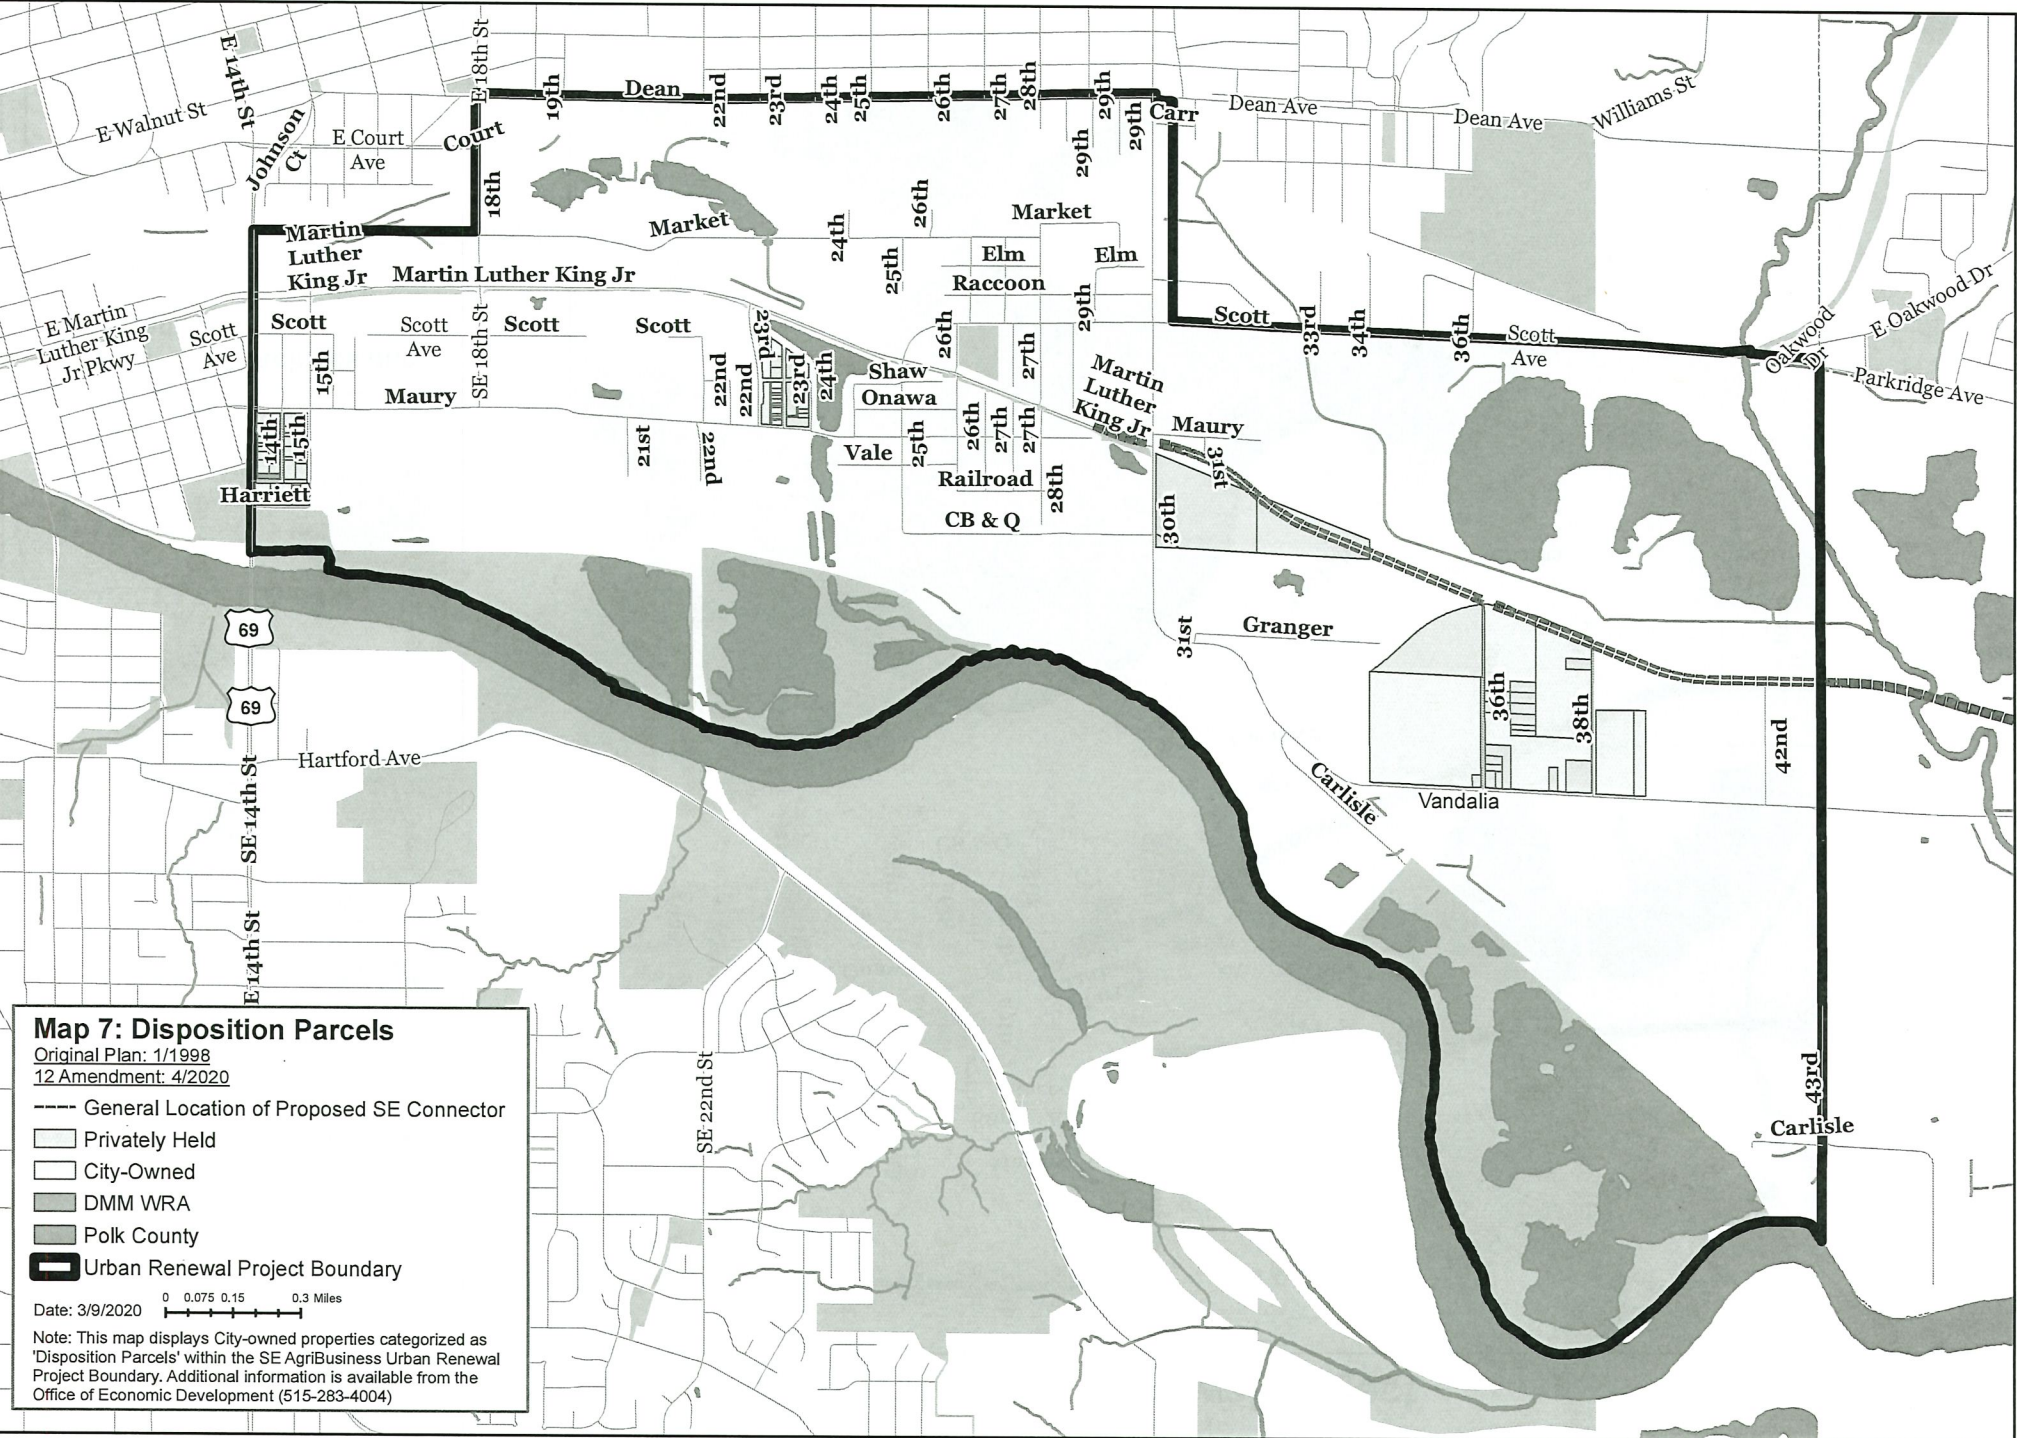 E 14th St
E 18th St
19th
Dean
22nd
23rd
24th
25th
26th
27th
28th
29th
29th
Carr
Dean Ave
Dean Ave
Williams St
E Walnut St
Johnson
Ct
E Court
Ave
Court
18th
29th
Market
24th
26th
Market
Martin
Luther
King Jr
Martin Luther King Jr
25th
Elm
Elm
Raccoon
29th
E Martin
Luther King
Jr Pkwy
Scott
Ave
Scott
15th
Scott
Ave
SE 18th St
Scott
Scott
23rd
26th
27th
Scott
33rd
34th
36th
Scott
Ave
Oakwood
Dr
E Oakwood Dr
Parkridge Ave
Maury
22nd
22nd
23rd
24th
Shaw
Onawa
Martin
Luther
King Jr
Maury
14th
15th
21st
22nd
Vale
25th
26th
27th
27th
31st
Harriett
Railroad
28th
CB & Q
30th
69
31st
Granger
69
36th
38th
42nd
Hartford Ave
SE 14th St
Carlisle
Vandalia
E 14th St
SE 22nd St
43rd
Carlisle
Map 7: Disposition Parcels
Original Plan: 1/1998
12 Amendment: 4/2020
General Location of Proposed SE Connector
Privately Held
City-Owned
DMM WRA
Polk County
Urban Renewal Project Boundary
Date: 3/9/2020
0 0.075 0.15 0.3 Miles
Note: This map displays City-owned properties categorized as
'Disposition Parcels' within the SE AgriBusiness Urban Renewal
Project Boundary. Additional information is available from the
Office of Economic Development (515-283-4004)